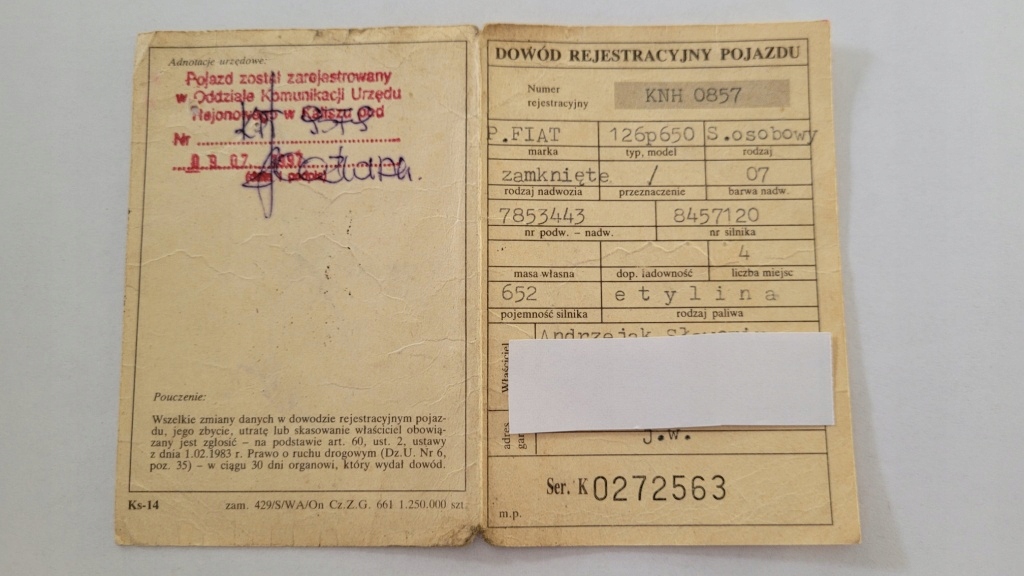 Adnotacje urzędowe:
Pojazd został zarejestrowany
w Oddziale Komunikacji Urzędu
Rejonowego w Kaliszu pod
Nr
Pouczenie:
Wszelkie zmiany danych w dowodzie rejestracyjnym pojaz-
du, jego zbycie, utratę lub skasowanie właściciel obowią-
zany jest zgłosić – na podstawie art. 60, ust. 2, ustawy
z dnia 1.02.1983 r. Prawo o ruchu drogowym (Dz.U. Nr 6,
poz. 35) – w ciągu 30 dni organowi, który wydał dowód.
Ks-14 zam. 429/S/WA/On Cz.Z.G. 661 1.250.000 szt.
DOWÓD REJESTRACYJNY POJAZDU
Numer
rejestracyjny KNH 0857
P.FIAT 126p650 S.osobowy
marka typ, model rodzaj
zamknięte / 07
rodzaj nadwozia przeznaczenie barwa nadw.
7853443 8457120
nr podw. – nadw. nr silnika
4
masa własna dop. ładowność liczba miejsc
652 etylina
pojemność silnika rodzaj paliwa
Andrzejak
Właściciel
adres
j.w.
Ser. K 0272563
m.p.